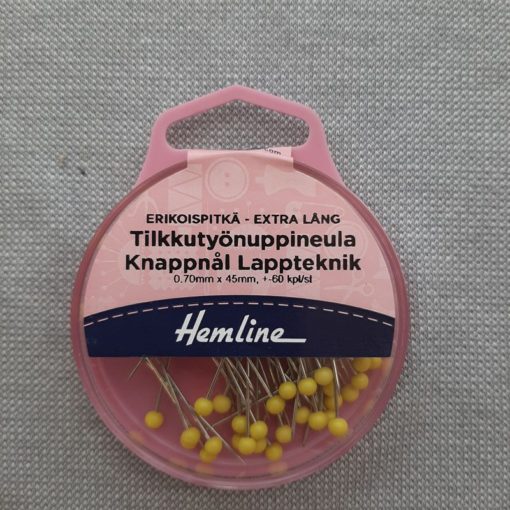 ERIKOISPITKÄ - EXTRA LÅNG
Tilkkutyönuppineula
Knappnål Lappteknik
0.70mm x 45mm, +-60 kpl/st
Hemline